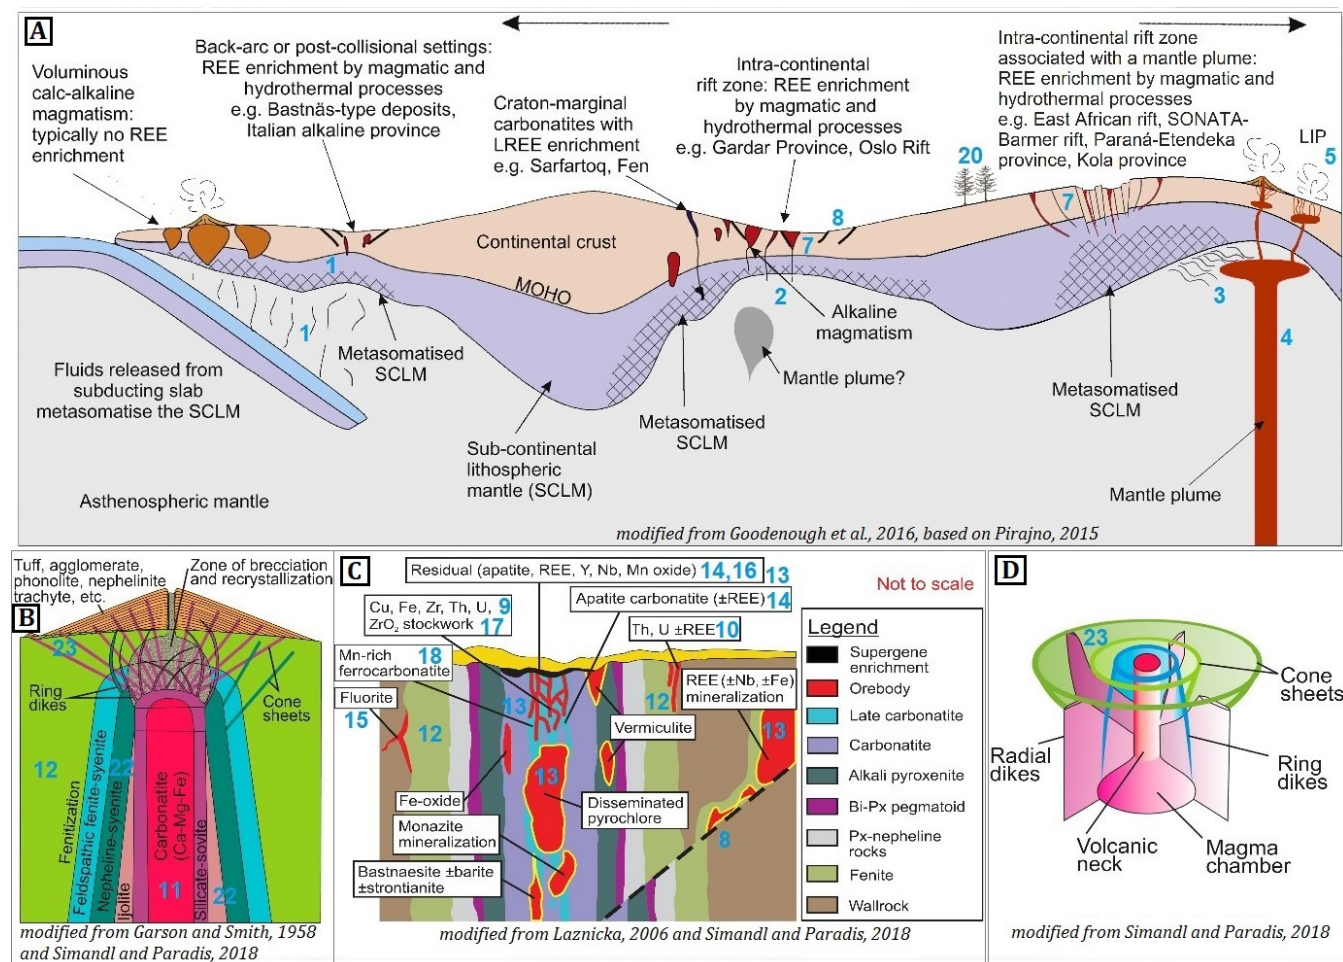 A
Voluminous
calc-alkaline
magmatism:
typically no REE
enrichment
Back-arc or post-collisional settings:
REE enrichment by magmatic and
hydrothermal processes
e.g. Bastnäs-type deposits,
Italian alkaline province
Craton-marginal
carbonatites with
LREE enrichment
e.g. Sarfartoq, Fen
Intra-continental
rift zone: REE enrichment
by magmatic and
hydrothermal processes
e.g. Gardar Province, Oslo Rift
Intra-continental rift zone
associated with a mantle plume:
REE enrichment by magmatic and
hydrothermal processes
e.g. East African rift, SONATA-
Barmer rift, Paraná-Etendeka
province, Kola province
LIP
5
20
8
7
7
Continental crust
MOHO
1
1
2
3
4
Metasomatised
SCLM
Alkaline
magmatism
Mantle plume?
Fluids released from
subducting slab
metasomatise the SCLM
Metasomatised
SCLM
Metasomatised
SCLM
Sub-continental
lithospheric
mantle (SCLM)
Asthenospheric mantle
Mantle plume
modified from Goodenough et al., 2016, based on Pirajno, 2015
B
Tuff, agglomerate,
phonolite, nephelinite
trachyte, etc.
Zone of brecciation
and recrystallization
23
Ring
dikes
Cone
sheets
12
22
11
22
Fenitization
Feldspathic fenite-syenite
Nepheline-syenite
Ijolite
Carbonatite
(Ca-Mg-Fe)
Silicate-sovite
modified from Garson and Smith, 1958
and Simandl and Paradis, 2018
C
Residual (apatite, REE, Y, Nb, Mn oxide) 14,16 13
Not to scale
Cu, Fe, Zr, Th, U, 9
ZrO2 stockwork 17
Apatite carbonatite (±REE) 14
Th, U ±REE 10
Mn-rich 18
ferrocarbonatite
Fluorite
15
REE (±Nb, ±Fe)
mineralization
12
13
12
13
13
8
Vermiculite
Fe-oxide
Disseminated
pyrochlore
Monazite
mineralization
Bastnaesite ±barite
±strontianite
Legend
Supergene
enrichment
Orebody
Late carbonatite
Carbonatite
Alkali pyroxenite
Bi-Px pegmatoid
Px-nepheline
rocks
Fenite
Wallrock
modified from Laznicka, 2006 and Simandl and Paradis, 2018
D
23
Cone
sheets
Radial
dikes
Ring
dikes
Volcanic
neck
Magma
chamber
modified from Simandl and Paradis, 2018